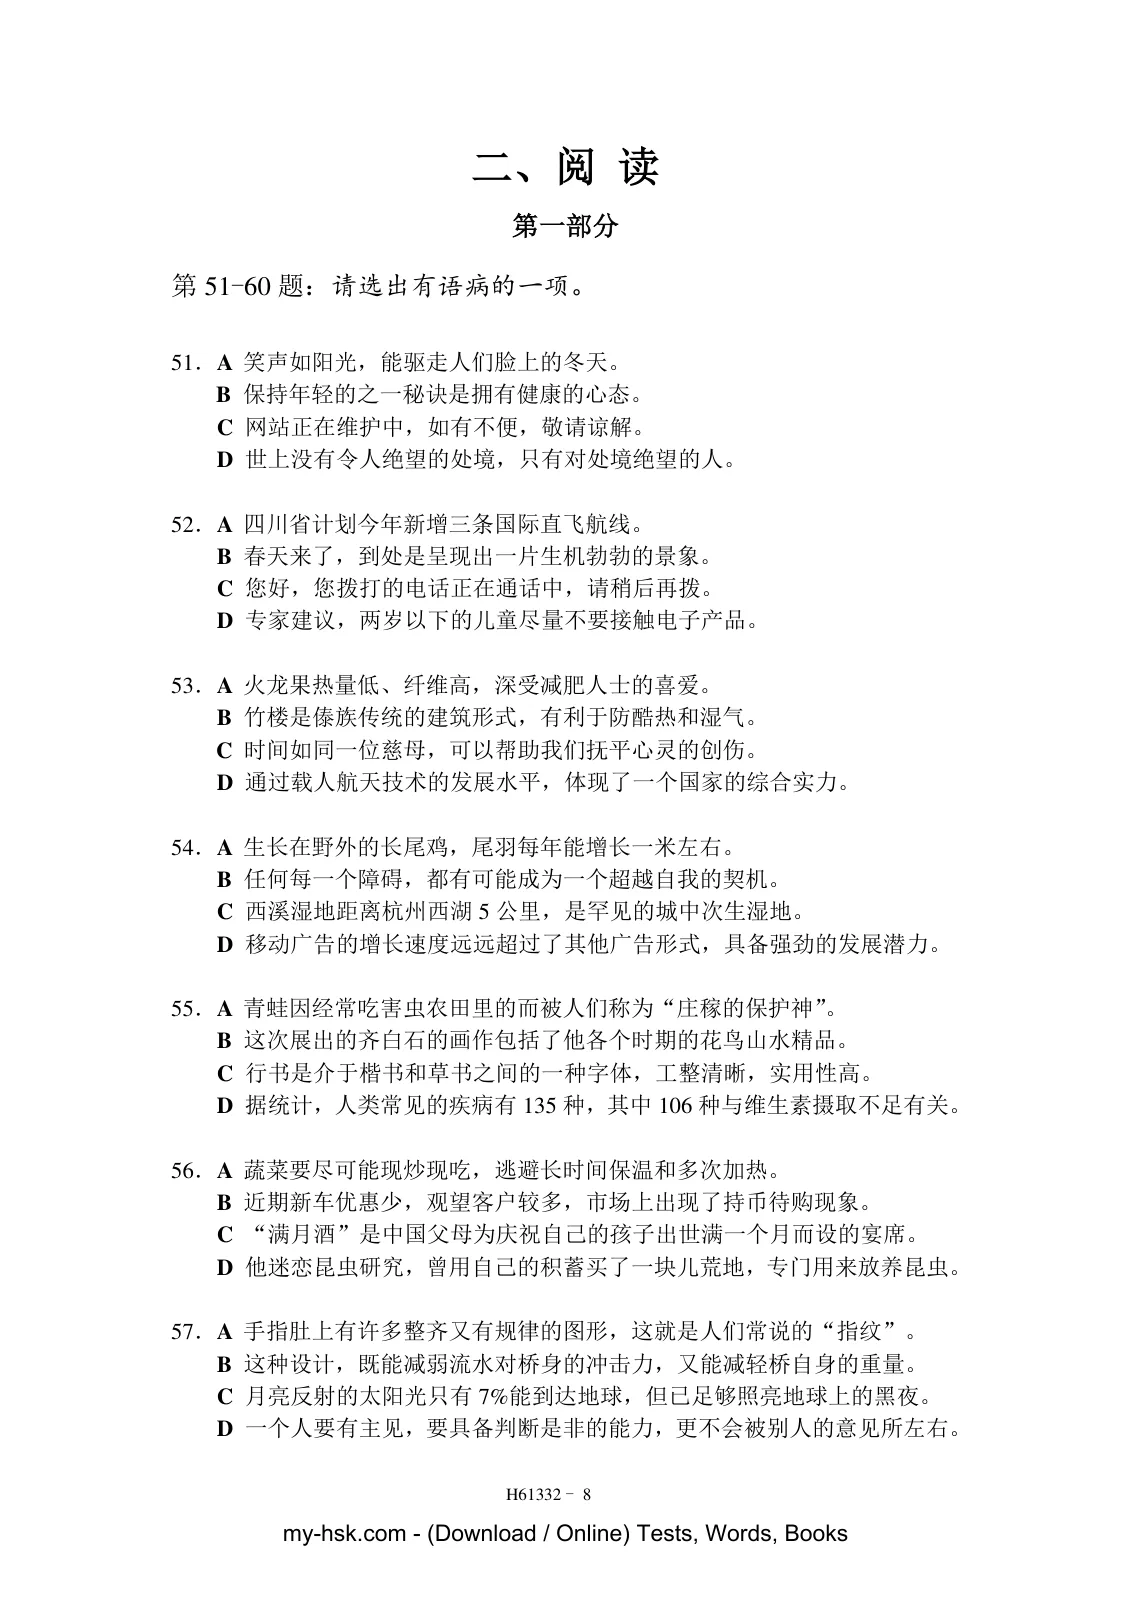 二、阅 读
第一部分
第 51-60 题：请选出有语病的一项。
51．A 笑声如阳光，能驱走人们脸上的冬天。
B 保持年轻的之一秘诀是拥有健康的心态。
C 网站正在维护中，如有不便，敬请谅解。
D 世上没有令人绝望的处境，只有对处境绝望的人。
52．A 四川省计划今年新增三条国际直飞航线。
B 春天来了，到处是呈现出一片生机勃勃的景象。
C 您好，您拨打的电话正在通话中，请稍后再拨。
D 专家建议，两岁以下的儿童尽量不要接触电子产品。
53．A 火龙果热量低、纤维高，深受减肥人士的喜爱。
B 竹楼是傣族传统的建筑形式，有利于防酷热和湿气。
C 时间如同一位慈母，可以帮助我们抚平心灵的创伤。
D 通过载人航天技术的发展水平，体现了一个国家的综合实力。
54．A 生长在野外的长尾鸡，尾羽每年能增长一米左右。
B 任何每一个障碍，都有可能成为一个超越自我的契机。
C 西溪湿地距离杭州西湖 5 公里，是罕见的城中次生湿地。
D 移动广告的增长速度远远超过了其他广告形式，具备强劲的发展潜力。
55．A 青蛙因经常吃害虫农田里的而被人们称为“庄稼的保护神”。
B 这次展出的齐白石的画作包括了他各个时期的花鸟山水精品。
C 行书是介于楷书和草书之间的一种字体，工整清晰，实用性高。
D 据统计，人类常见的疾病有 135 种，其中 106 种与维生素摄取不足有关。
56．A 蔬菜要尽可能现炒现吃，逃避长时间保温和多次加热。
B 近期新车优惠少，观望客户较多，市场上出现了持币待购现象。
C “满月酒”是中国父母为庆祝自己的孩子出世满一个月而设的宴席。
D 他迷恋昆虫研究，曾用自己的积蓄买了一块儿荒地，专门用来放养昆虫。
57．A 手指肚上有许多整齐又有规律的图形，这就是人们常说的“指纹”。
B 这种设计，既能减弱流水对桥身的冲击力，又能减轻桥自身的重量。
C 月亮反射的太阳光只有 7%能到达地球，但已足够照亮地球上的黑夜。
D 一个人要有主见，要具备判断是非的能力，更不会被别人的意见所左右。
H61332－ 8
my-hsk.com - (Download / Online) Tests, Words, Books